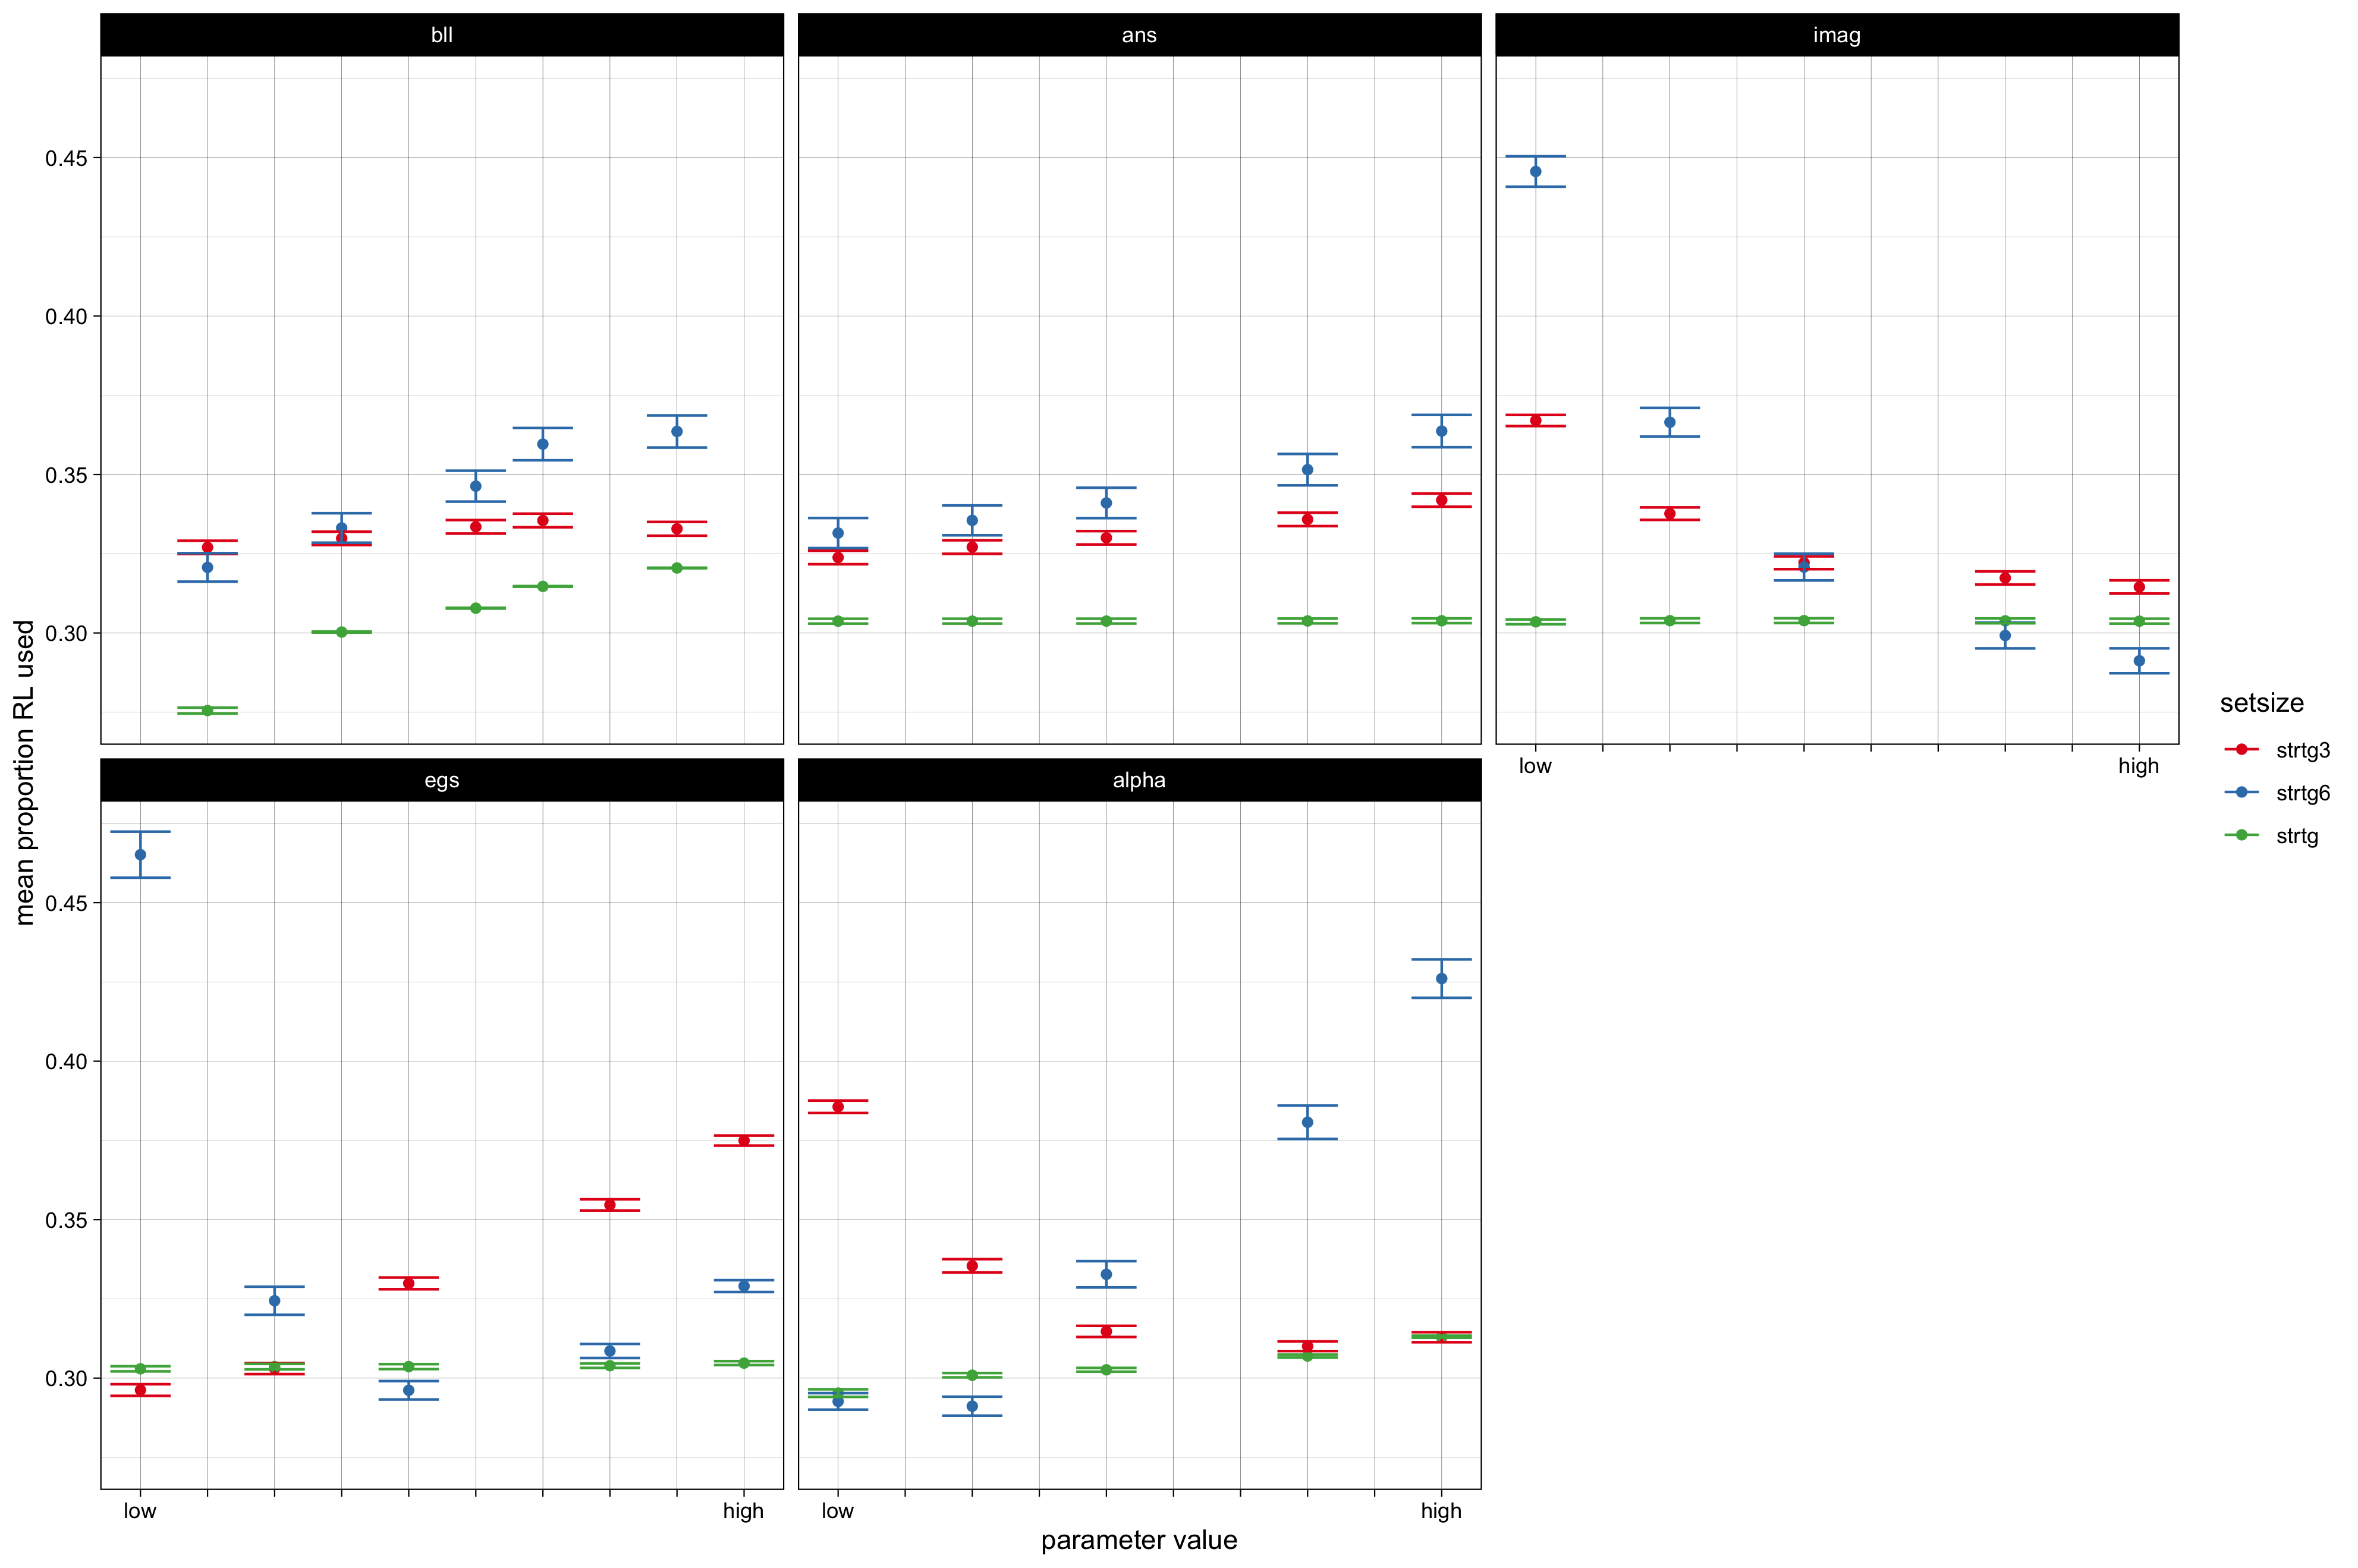 bll
ans
imag
0.45
0.40
0.35
0.30
low
high
egs
alpha
0.45
0.40
0.35
0.30
low
high
low
high
parameter value
mean proportion RL used
setsize
strtg3
strtg6
strtg